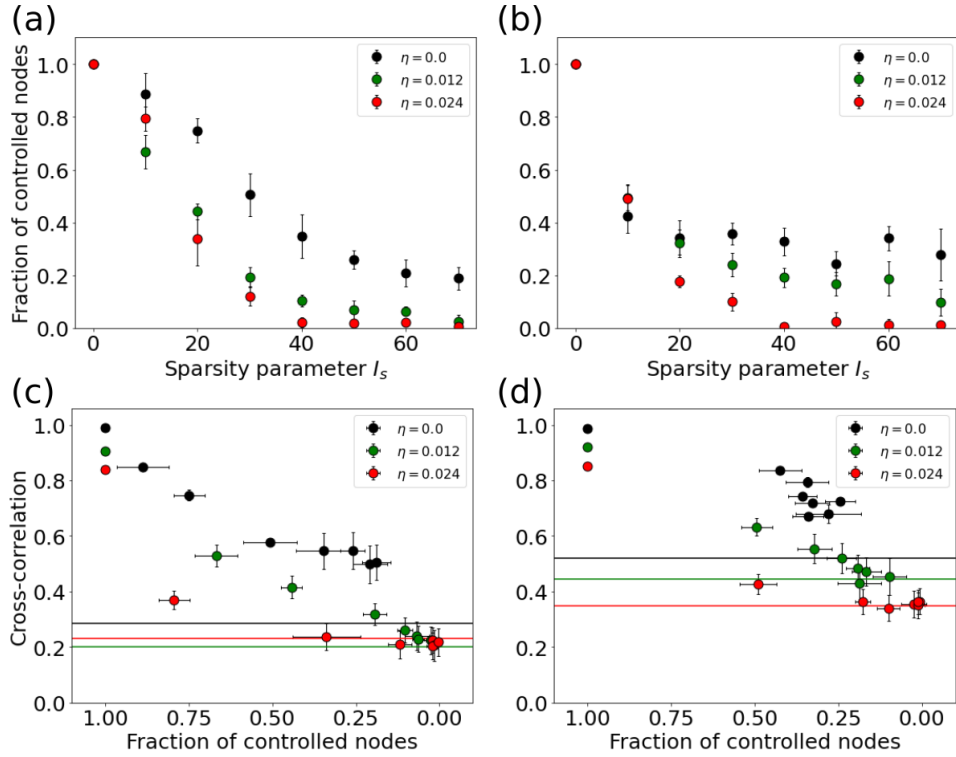 (a)
Fraction of controlled nodes
1.0
0.8
0.6
0.4
0.2
0.0
η = 0.0
η = 0.012
η = 0.024
0 20 40 60
Sparsity parameter I_s
(b)
1.0
0.8
0.6
0.4
0.2
0.0
η = 0.0
η = 0.012
η = 0.024
0 20 40 60
Sparsity parameter I_s
(c)
Cross-correlation
1.0
0.8
0.6
0.4
0.2
0.0
η = 0.0
η = 0.012
η = 0.024
1.00 0.75 0.50 0.25 0.00
Fraction of controlled nodes
(d)
1.0
0.8
0.6
0.4
0.2
0.0
η = 0.0
η = 0.012
η = 0.024
1.00 0.75 0.50 0.25 0.00
Fraction of controlled nodes